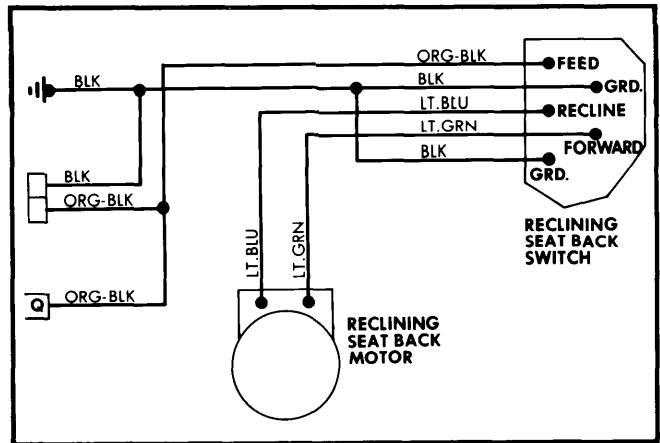 ORG-BLK
FEED
BLK
BLK
GRD.
LT.BLU
RECLINE
LT.GRN
FORWARD
BLK
GRD.
BLK
ORG-BLK
RECLINING
SEAT BACK
SWITCH
LT.BLU
LT.GRN
Q
ORG-BLK
RECLINING
SEAT BACK
MOTOR